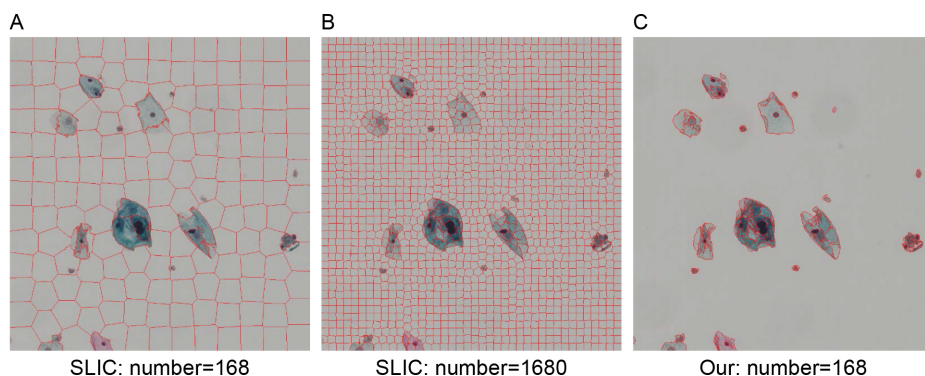 A
B
C
SLIC: number=168
SLIC: number=1680
Our: number=168